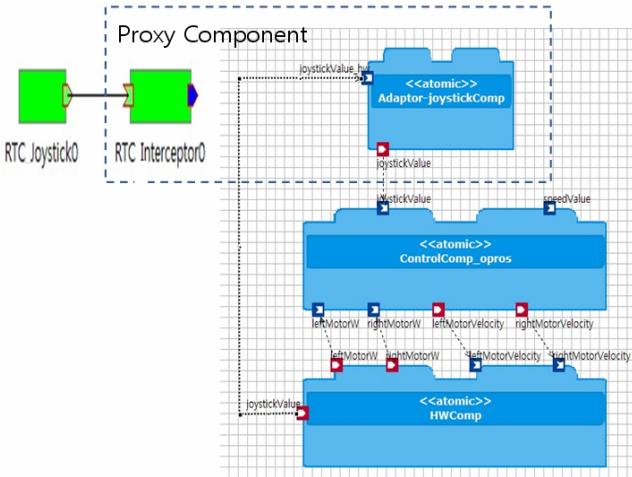 Proxy Component
joystickValue_hw
<<atomic>>
Adaptor-joystickComp
RTC Joystick0
RTC Interceptor0
joystickValue
joystickValue
speedValue
<<atomic>>
ControlComp_opros
leftMotorW
rightMotorW
leftMotorVelocity
rightMotorVelocity
leftMotorW
rightMotorW
leftMotorVelocity
rightMotorVelocity
joystickValue
<<atomic>>
HWComp